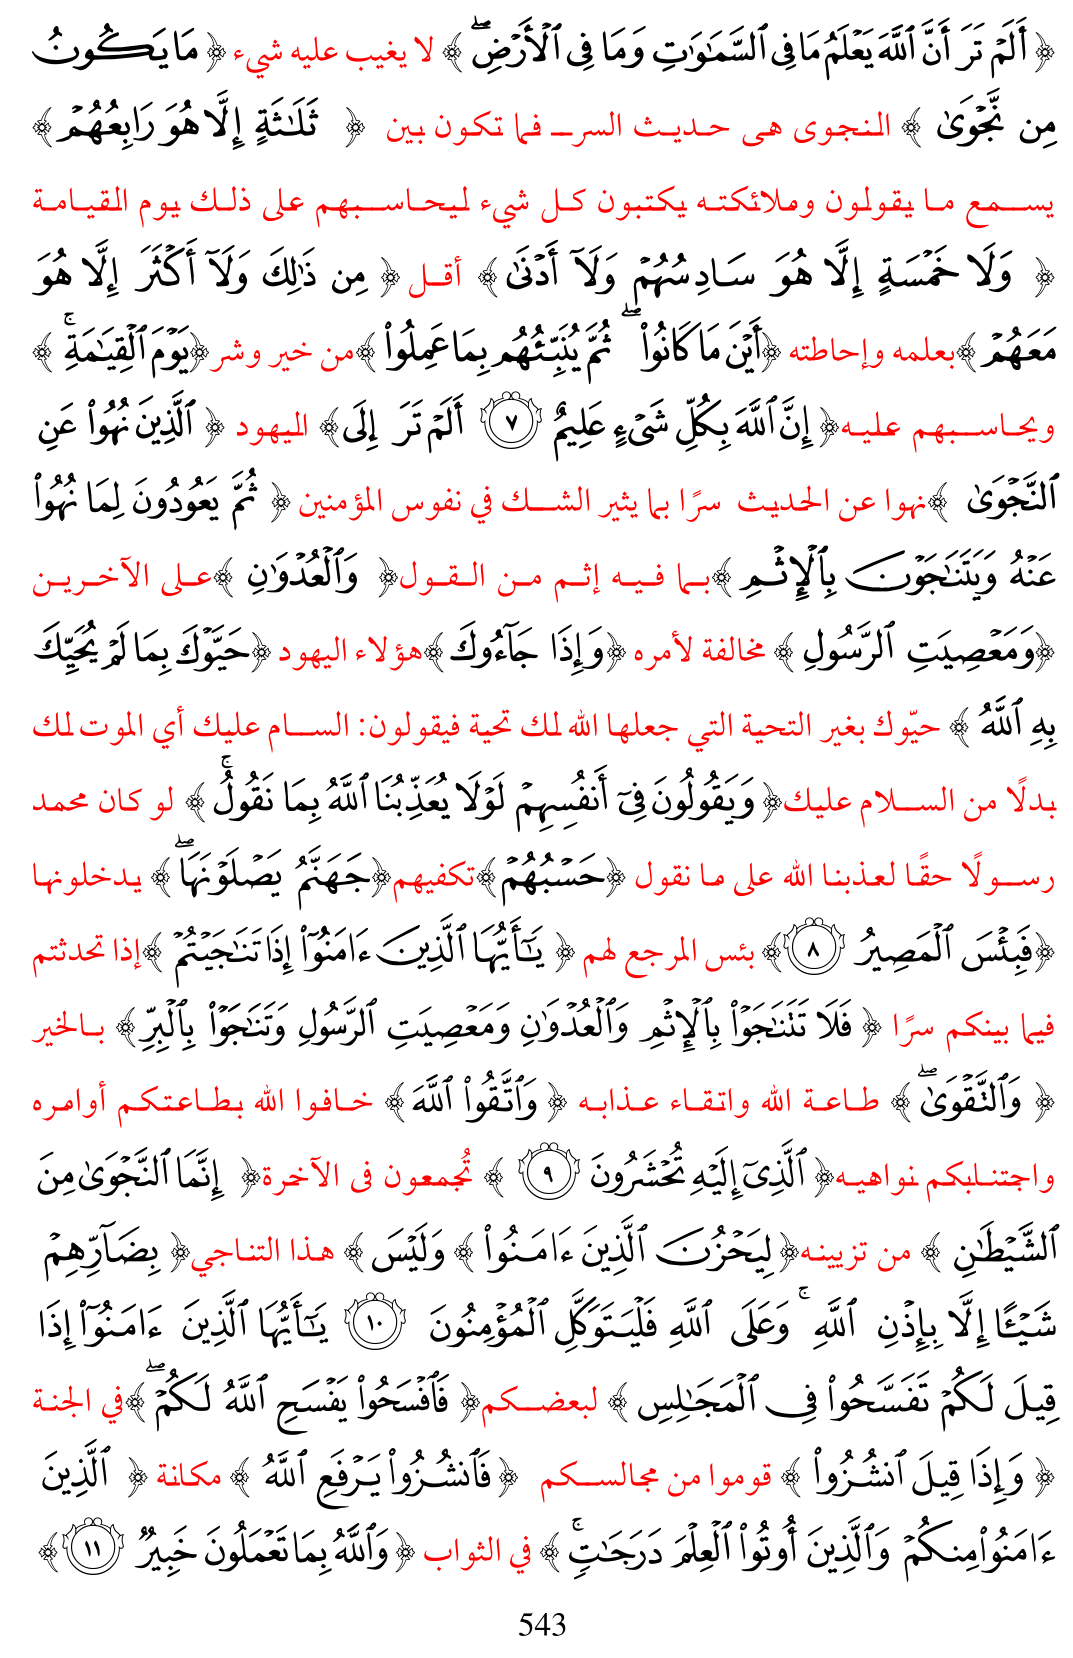 ﴿ أَلَمۡ تَرَ أَنَّ ٱللَّهَ يَعۡلَمُ مَا فِي ٱلسَّمَٰوَٰتِ وَمَا فِي ٱلۡأَرۡضِۖ ﴾ لا يغيب عليه شيء ﴿ مَا يَكُونُ
مِن نَّجۡوَىٰ ﴾ النجوى هى حديث السر فما تكون بين ﴿ ثَلَٰثَةٍ إِلَّا هُوَ رَابِعُهُمۡ ﴾
يسمع ما يقولون وملائكته يكتبون كل شيء ليحاسبهم على ذلك يوم القيامة
﴿ وَلَا خَمۡسَةٍ إِلَّا هُوَ سَادِسُهُمۡ وَلَآ أَدۡنَىٰ ﴾ أقل ﴿ مِن ذَٰلِكَ وَلَآ أَكۡثَرَ إِلَّا هُوَ
مَعَهُمۡ ﴾بعلمه وإحاطته ﴿أَيۡنَ مَا كَانُواْۖ ثُمَّ يُنَبِّئُهُم بِمَا عَمِلُواْ ﴾من خير وشر ﴿يَوۡمَ ٱلۡقِيَٰمَةِۚ ﴾
ويحاسبهم عليه﴿ إِنَّ ٱللَّهَ بِكُلِّ شَيۡءٍ عَلِيمٌ ٧ أَلَمۡ تَرَ إِلَى﴾ اليهود ﴿ ٱلَّذِينَ نُهُواْ عَنِ
ٱلنَّجۡوَىٰ ﴾نهوا عن الحديث سرًا بما يثير الشك في نفوس المؤمنين ﴿ ثُمَّ يَعُودُونَ لِمَا نُهُواْ
عَنۡهُ وَيَتَنَٰجَوۡنَ بِٱلۡإِثۡمِ ﴾بما فيه إثم من القول﴿ وَٱلۡعُدۡوَٰنِ ﴾على الآخرين
﴿وَمَعۡصِيَتِ ٱلرَّسُولِ ﴾ مخالفة لأمره ﴿وَإِذَا جَآءُوكَ ﴾هؤلاء اليهود ﴿حَيَّوۡكَ بِمَا لَمۡ يُحَيِّكَ
بِهِ ٱللَّهُ ﴾ حيّوك بغير التحية التي جعلها الله لك تحية فيقولون: السام عليك أي الموت لك
بدلًا من السلام عليك﴿ وَيَقُولُونَ فِيٓ أَنفُسِهِمۡ لَوۡلَا يُعَذِّبُنَا ٱللَّهُ بِمَا نَقُولُۚ ﴾ لو كان محمد
رسولًا حقًا لعذبنا الله على ما نقول ﴿حَسۡبُهُمۡ ﴾تكفيهم﴿جَهَنَّمُ يَصۡلَوۡنَهَاۖ ﴾ يدخلونها
﴿فَبِئۡسَ ٱلۡمَصِيرُ ٨ ﴾ بئس المرجع لهم ﴿ يَٰٓأَيُّهَا ٱلَّذِينَ ءَامَنُوٓاْ إِذَا تَنَٰجَيۡتُمۡ ﴾إذا تحدثتم
فيما بينكم سرًا ﴿ فَلَا تَتَنَٰجَوۡاْ بِٱلۡإِثۡمِ وَٱلۡعُدۡوَٰنِ وَمَعۡصِيَتِ ٱلرَّسُولِ وَتَنَٰجَوۡاْ بِٱلۡبِرِّ ﴾ بالخير
﴿ وَٱلتَّقۡوَىٰۖ ﴾ طاعة الله واتقاء عذابه ﴿ وَٱتَّقُواْ ٱللَّهَ ﴾ خافوا الله بطاعتكم أوامره
واجتنابكم نواهيه﴿ ٱلَّذِيٓ إِلَيۡهِ تُحۡشَرُونَ ٩ ﴾ تُجمعون فى الآخرة﴿ إِنَّمَا ٱلنَّجۡوَىٰ مِنَ
ٱلشَّيۡطَٰنِ ﴾ من تزيينه﴿ لِيَحۡزُنَ ٱلَّذِينَ ءَامَنُواْ ﴾ وَلَيۡسَ ﴾ هذا التناجي﴿ بِضَآرِّهِمۡ
شَيۡـًٔا إِلَّا بِإِذۡنِ ٱللَّهِۚ وَعَلَى ٱللَّهِ فَلۡيَتَوَكَّلِ ٱلۡمُؤۡمِنُونَ ١٠ يَٰٓأَيُّهَا ٱلَّذِينَ ءَامَنُوٓاْ إِذَا
قِيلَ لَكُمۡ تَفَسَّحُواْ فِي ٱلۡمَجَٰلِسِ ﴾ لبعضكم﴿ فَٱفۡسَحُواْ يَفۡسَحِ ٱللَّهُ لَكُمۡۖ ﴾في الجنة
﴿ وَإِذَا قِيلَ ٱنشُزُواْ ﴾ قوموا من مجالسكم ﴿ فَٱنشُزُواْ يَرۡفَعِ ٱللَّهُ ﴾ مكانة ﴿ ٱلَّذِينَ
ءَامَنُواْ مِنكُمۡ وَٱلَّذِينَ أُوتُواْ ٱلۡعِلۡمَ دَرَجَٰتٖۚ ﴾ في الثواب ﴿ وَٱللَّهُ بِمَا تَعۡمَلُونَ خَبِيرٞ ١١ ﴾
543